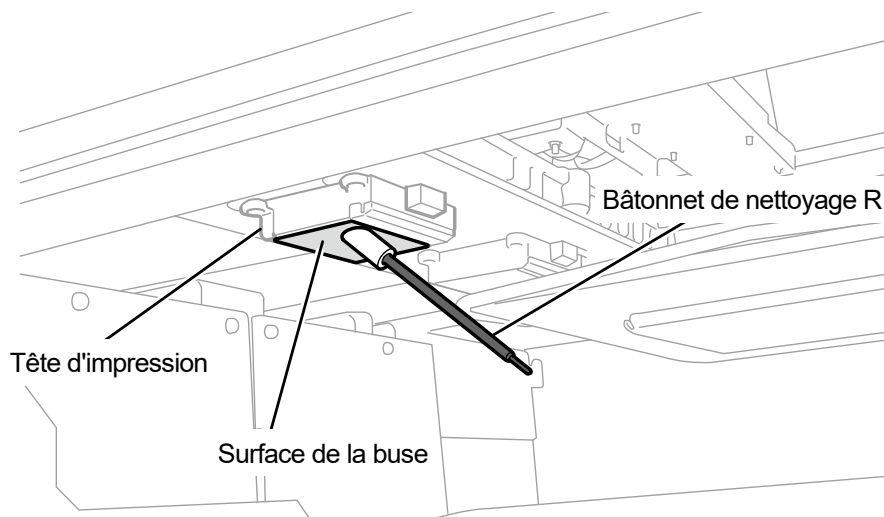 Bâtonnet de nettoyage R
Tête d'impression
Surface de la buse